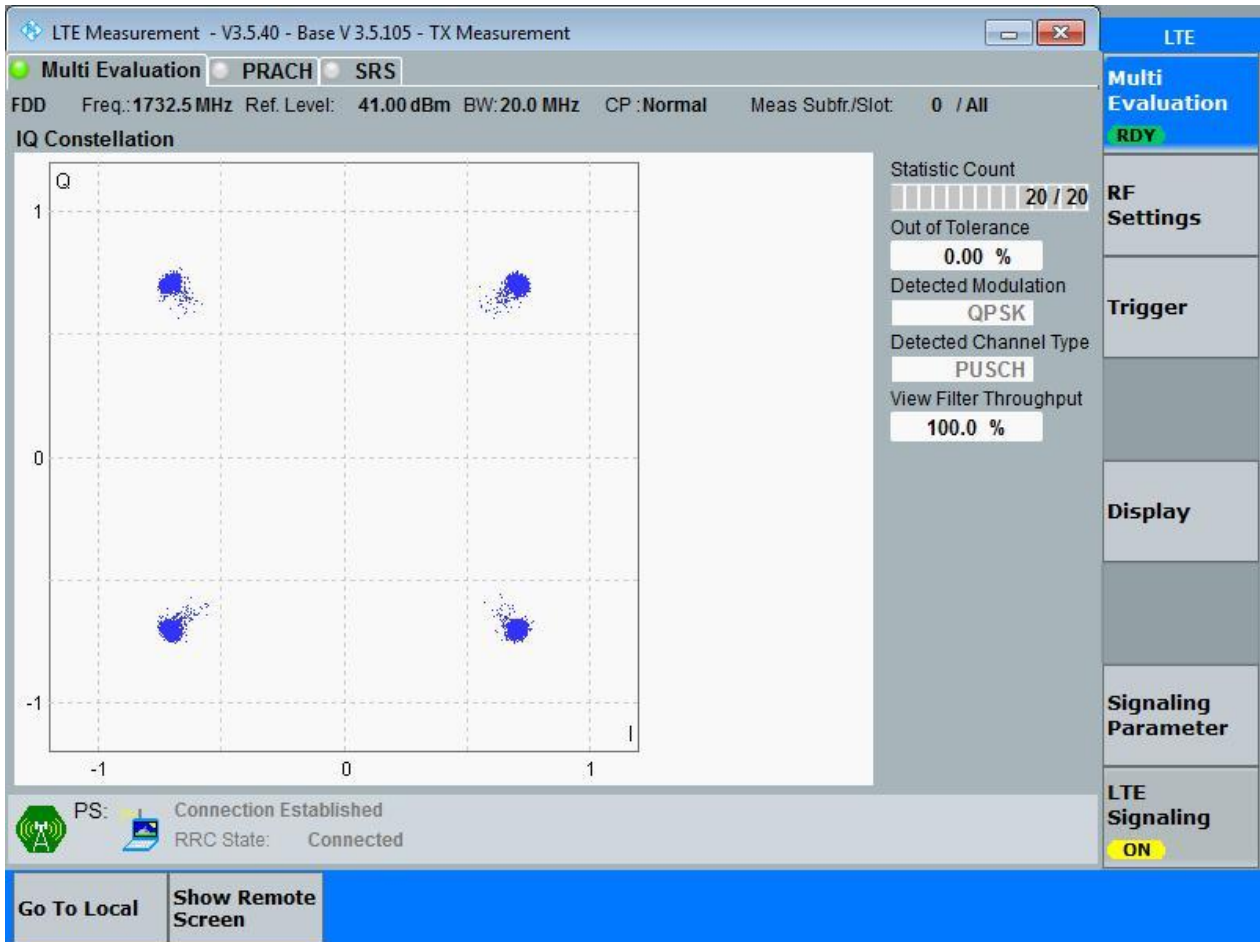 LTE Measurement - V3.5.40 - Base V 3.5.105 - TX Measurement
LTE
Multi Evaluation PRACH SRS
FDD Freq.: 1732.5 MHz Ref. Level: 41.00 dBm BW: 20.0 MHz CP : Normal Meas Subfr./Slot: 0 / All
IQ Constellation
Q
1
0
-1
I
-1 0 1
Statistic Count
20 / 20
Out of Tolerance
0.00 %
Detected Modulation
QPSK
Detected Channel Type
PUSCH
View Filter Throughput
100.0 %
Multi
Evaluation
RDY
RF
Settings
Trigger
Display
Signaling
Parameter
LTE
Signaling
ON
PS: Connection Established
RRC State: Connected
Go To Local
Show Remote
Screen